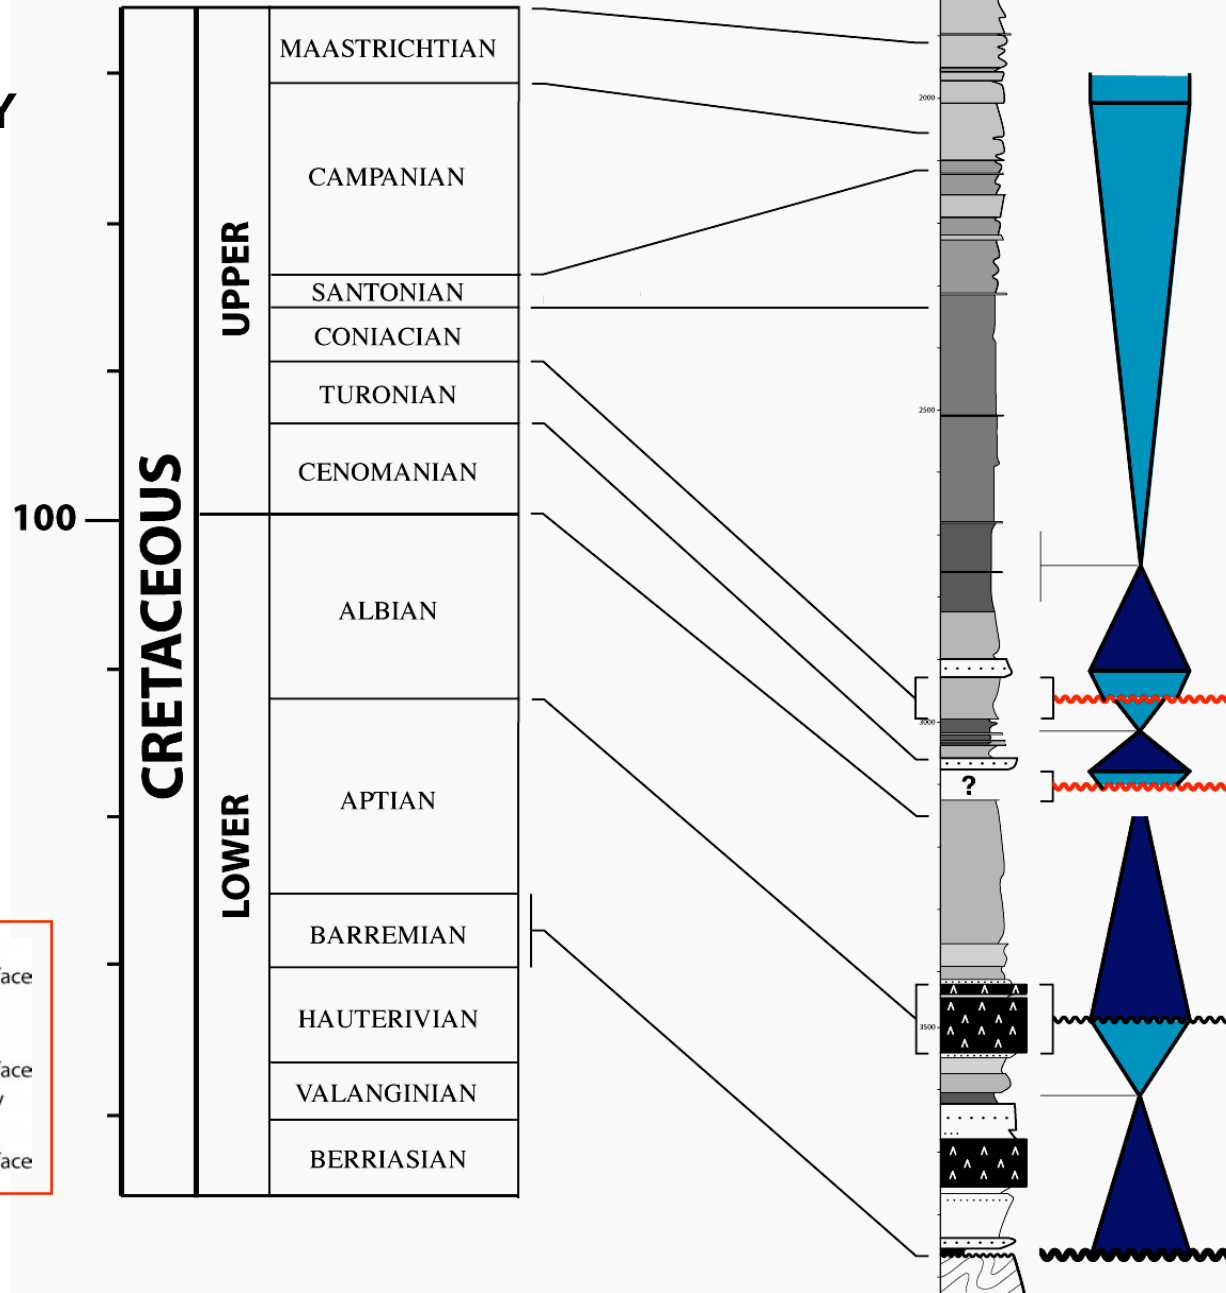 MAASTRICHTIAN
Y
2000
CAMPANIAN
UPPER
SANTONIAN
CONIACIAN
TURONIAN
2500
CENOMANIAN
100
CRETACEOUS
ALBIAN
3000
?
APTIAN
LOWER
BARREMIAN
face
HAUTERIVIAN
3500
face
VALANGINIAN
y
BERRIASIAN
face